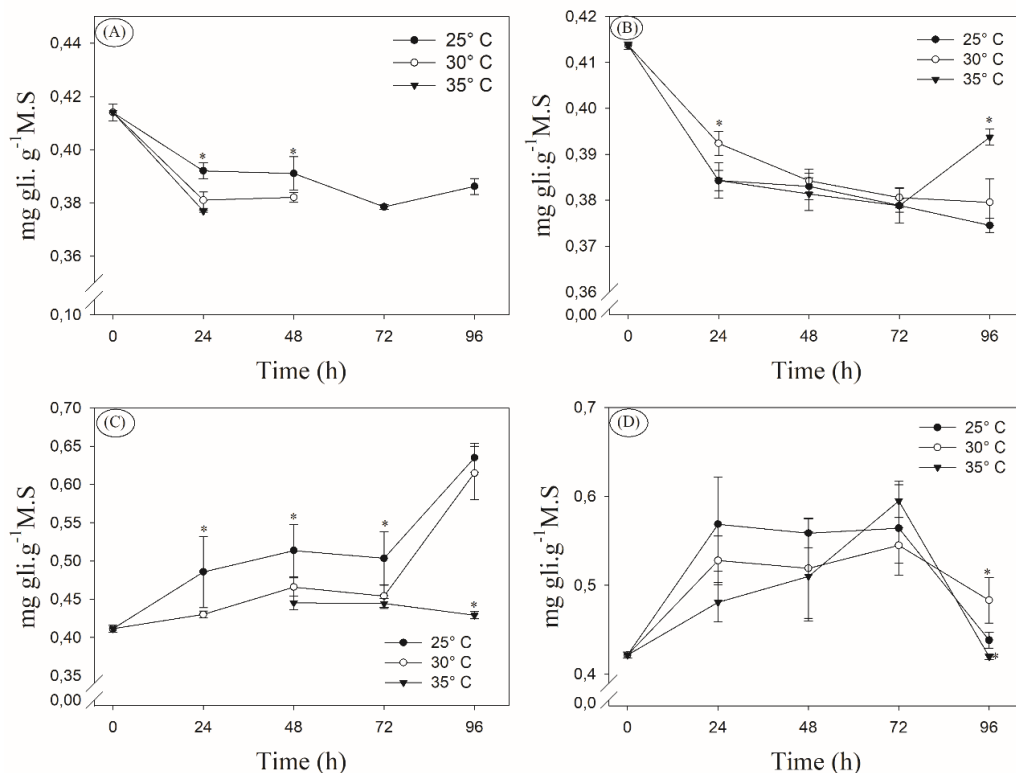 (A)
0,44
0,42
0,40
0,38
0,36
0,10
mg gli.g⁻¹M.S
25° C
30° C
35° C
*
*
0 24 48 72 96
Time (h)
(B)
0,42
0,41
0,40
0,39
0,38
0,37
0,36
0,00
mg gli.g⁻¹M.S
25° C
30° C
35° C
*
*
0 24 48 72 96
Time (h)
(C)
0,70
0,65
0,60
0,55
0,50
0,45
0,40
0,35
0,00
mg gli.g⁻¹M.S
* * *
*
25° C
30° C
35° C
0 24 48 72 96
Time (h)
(D)
0,7
0,6
0,5
0,4
0,0
mg gli.g⁻¹M.S
25° C
30° C
35° C
*
*
0 24 48 72 96
Time (h)